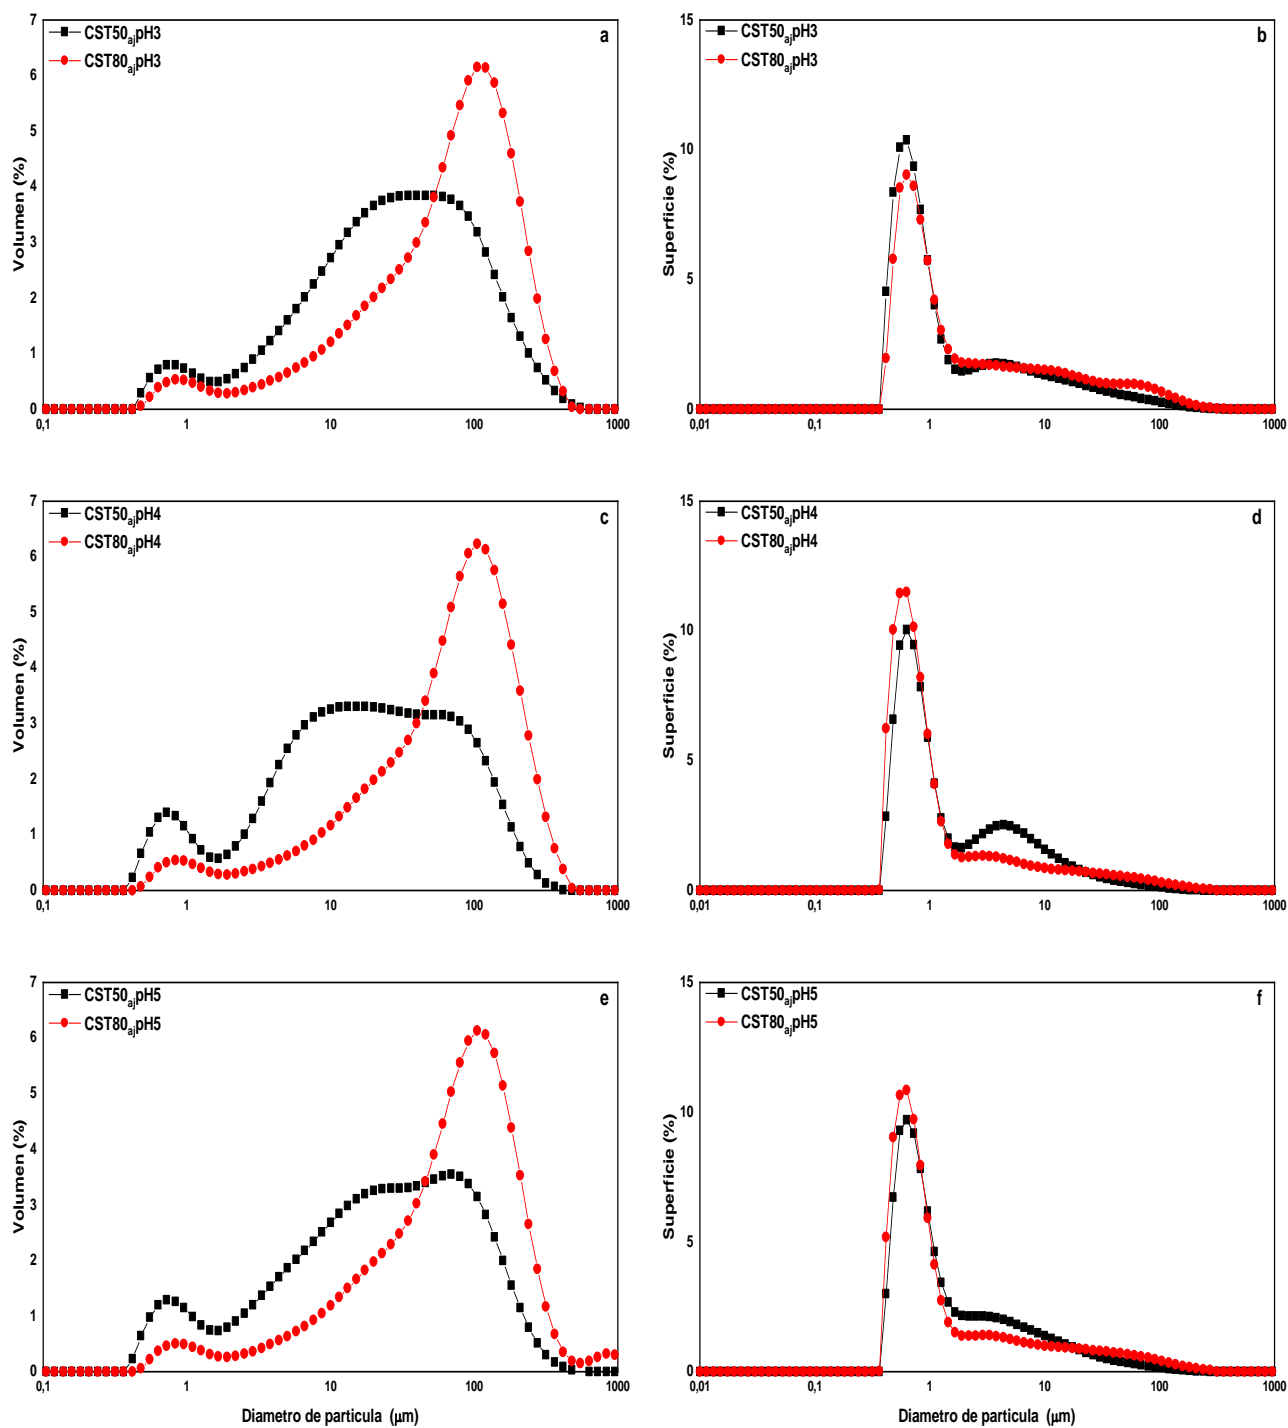 CST50ajpH3
CST80ajpH3
a
Volumen (%)
7
6
5
4
3
2
1
0
0,1 1 10 100 1000
CST50ajpH3
CST80ajpH3
b
Superficie (%)
15
10
5
0
0,01 0,1 1 10 100 1000
CST50ajpH4
CST80ajpH4
c
Volumen (%)
7
6
5
4
3
2
1
0
0,1 1 10 100 1000
CST50ajpH4
CST80ajpH4
d
Superficie (%)
15
10
5
0
0,01 0,1 1 10 100 1000
CST50ajpH5
CST80ajpH5
e
Volumen (%)
7
6
5
4
3
2
1
0
0,1 1 10 100 1000
Diametro de particula (μm)
CST50ajpH5
CST80ajpH5
f
Superficie (%)
15
10
5
0
0,01 0,1 1 10 100 1000
Diametro de particula (μm)